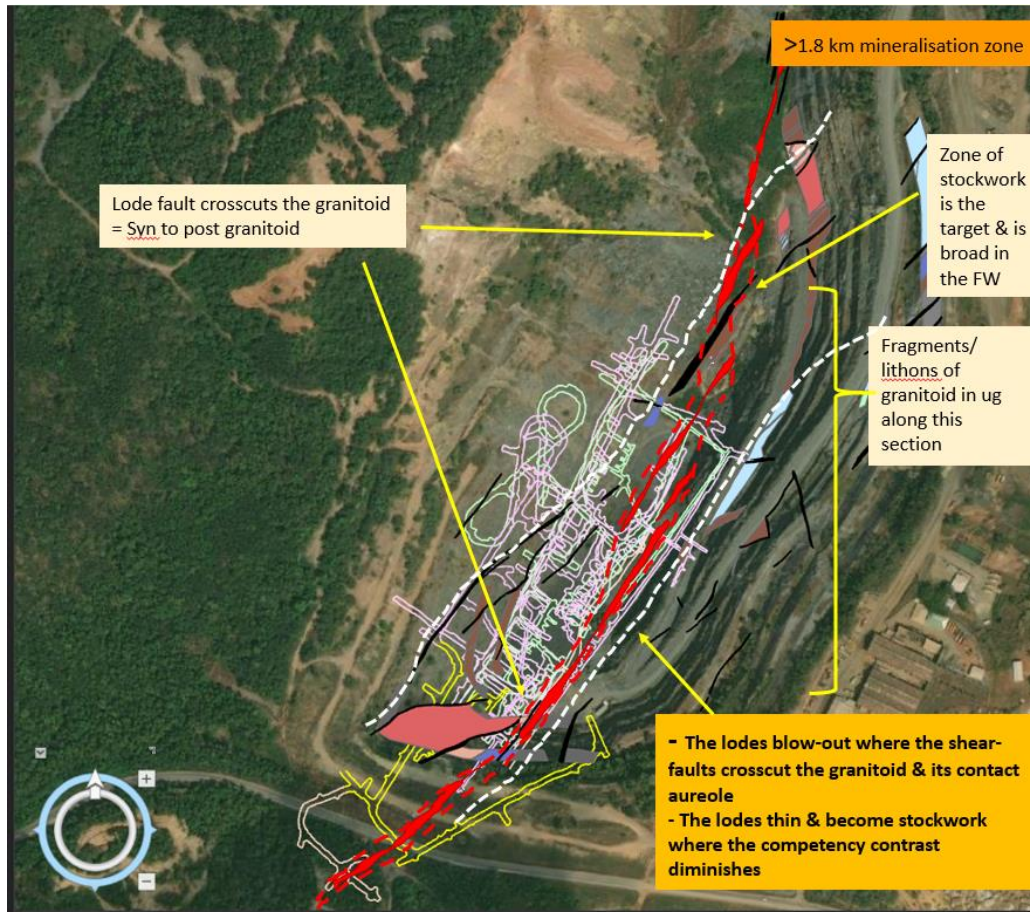 >1.8 km mineralisation zone
Zone of
stockwork
is the
target & is
broad in
the FW
Lode fault crosscuts the granitoid
= Syn to post granitoid
Fragments/
lithons of
granitoid in ug
along this
section
- The lodes blow-out where the shear-
faults crosscut the granitoid & its contact
aureole
- The lodes thin & become stockwork
where the competency contrast
diminishes